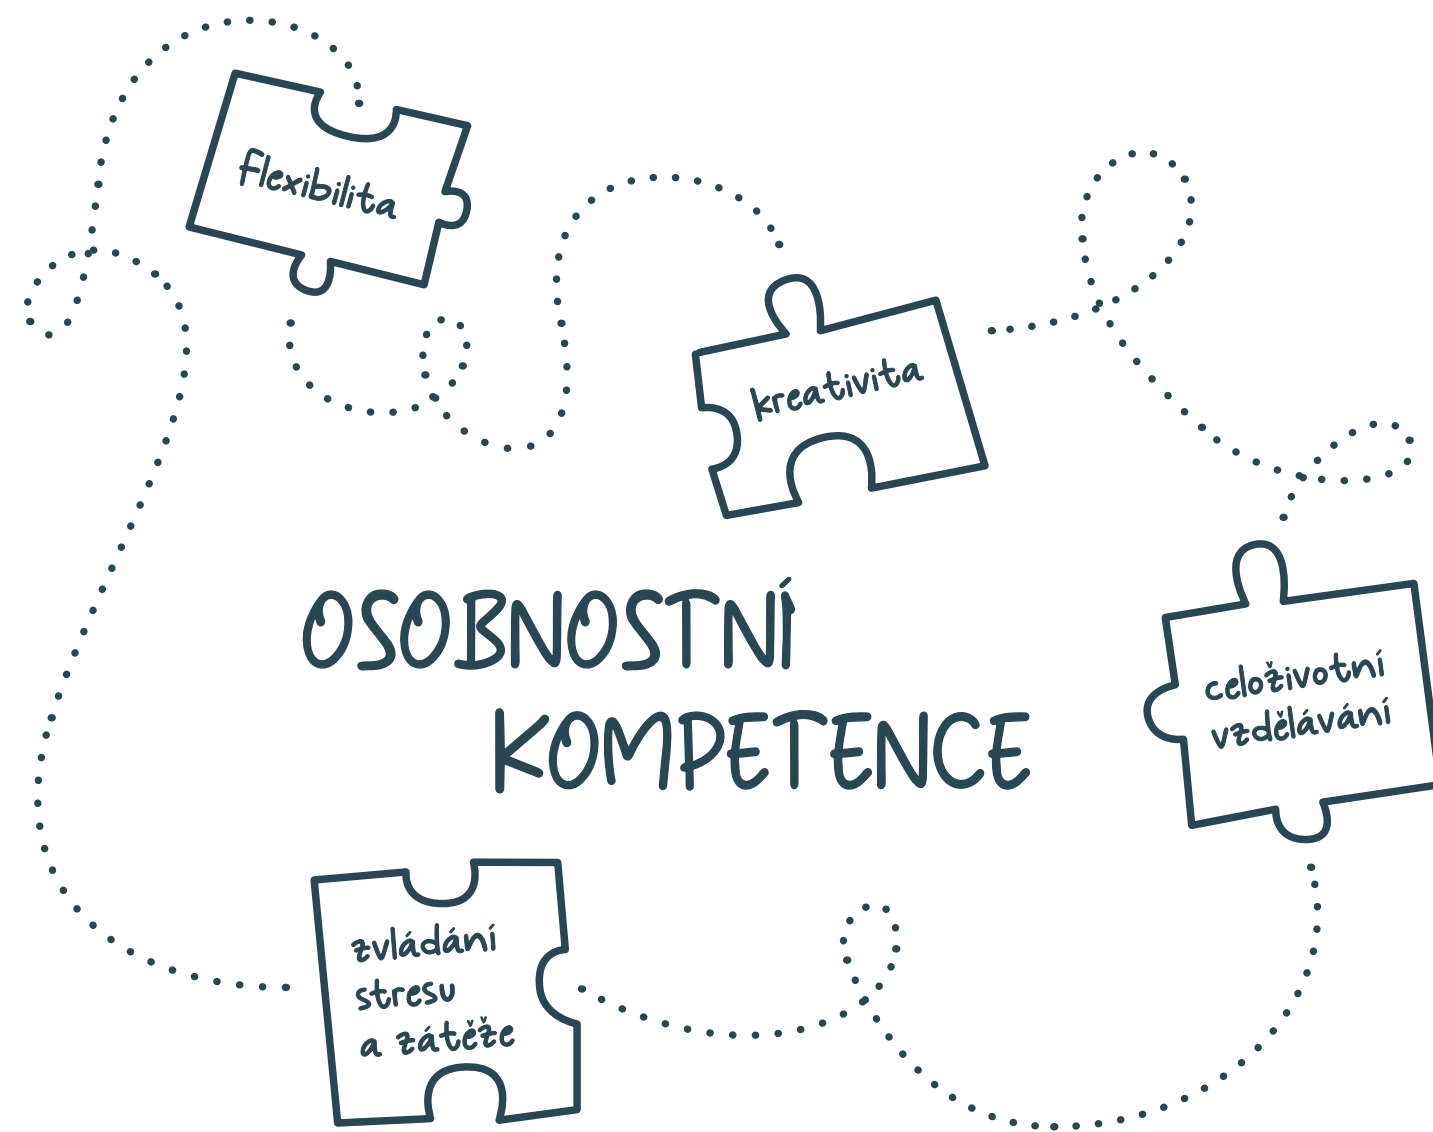 flexibilita
kreativita
OSOBNOSTNÍ
KOMPETENCE
celoživotní
vzdělávání
zvládání
stresu
a zátěže